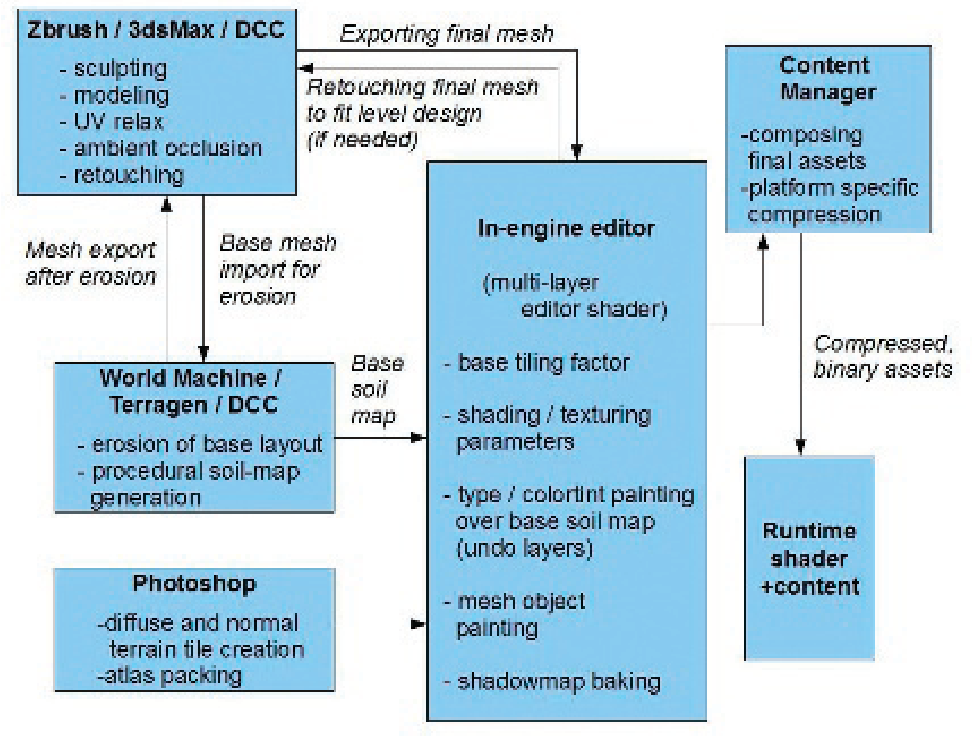 Zbrush / 3dsMax / DCC
- sculpting
- modeling
- UV relax
- ambient occlusion
- retouching
Exporting final mesh
Retouching final mesh
to fit level design
(if needed)
Mesh export
after erosion
Base mesh
import for
erosion
World Machine /
Terragen / DCC
- erosion of base layout
- procedural soil-map
generation
Base
soil
map
Photoshop
-diffuse and normal
terrain tile creation
-atlas packing
In-engine editor
(multi-layer
editor shader)
- base tiling factor
- shading / texturing
parameters
- type / colortint painting
over base soil map
(undo layers)
- mesh object
painting
- shadowmap baking
Content
Manager
-composing
final assets
-platform specific
compression
Compressed,
binary assets
Runtime
shader
+content